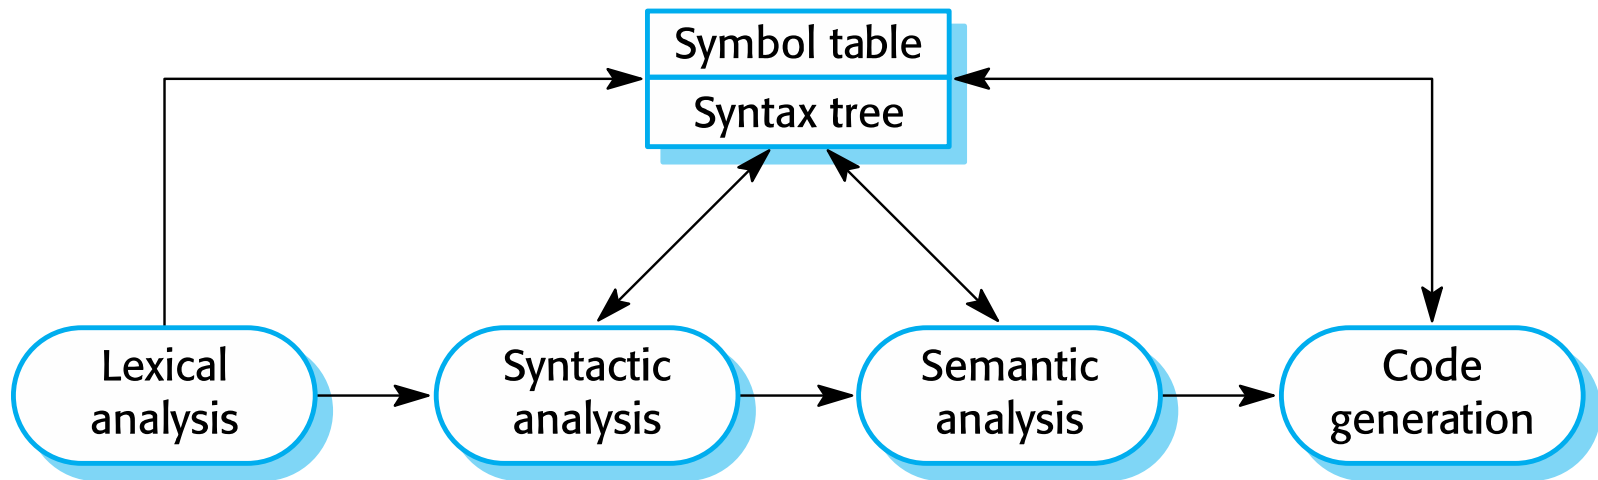 Symbol table
Syntax tree
Lexical
analysis
Syntactic
analysis
Semantic
analysis
Code
generation